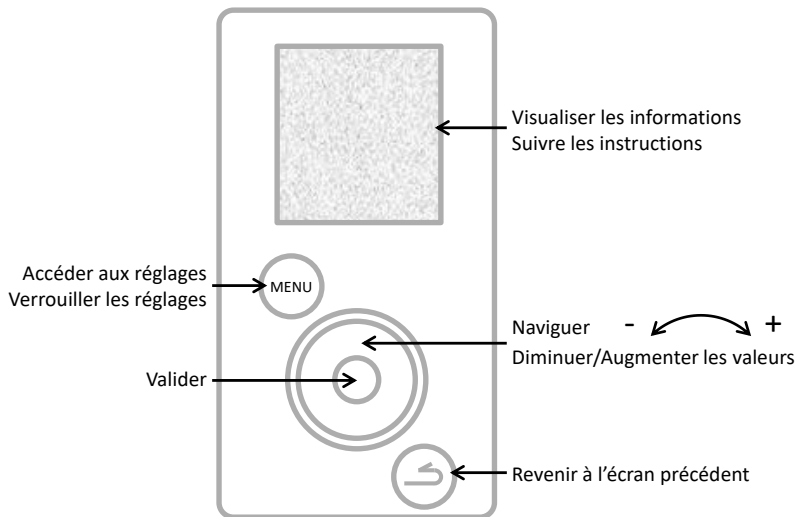 Visualiser les informations
Suivre les instructions
Accéder aux réglages
Verrouiller les réglages
MENU
Naviguer - +
Diminuer/Augmenter les valeurs
Valider
Revenir à l’écran précédent